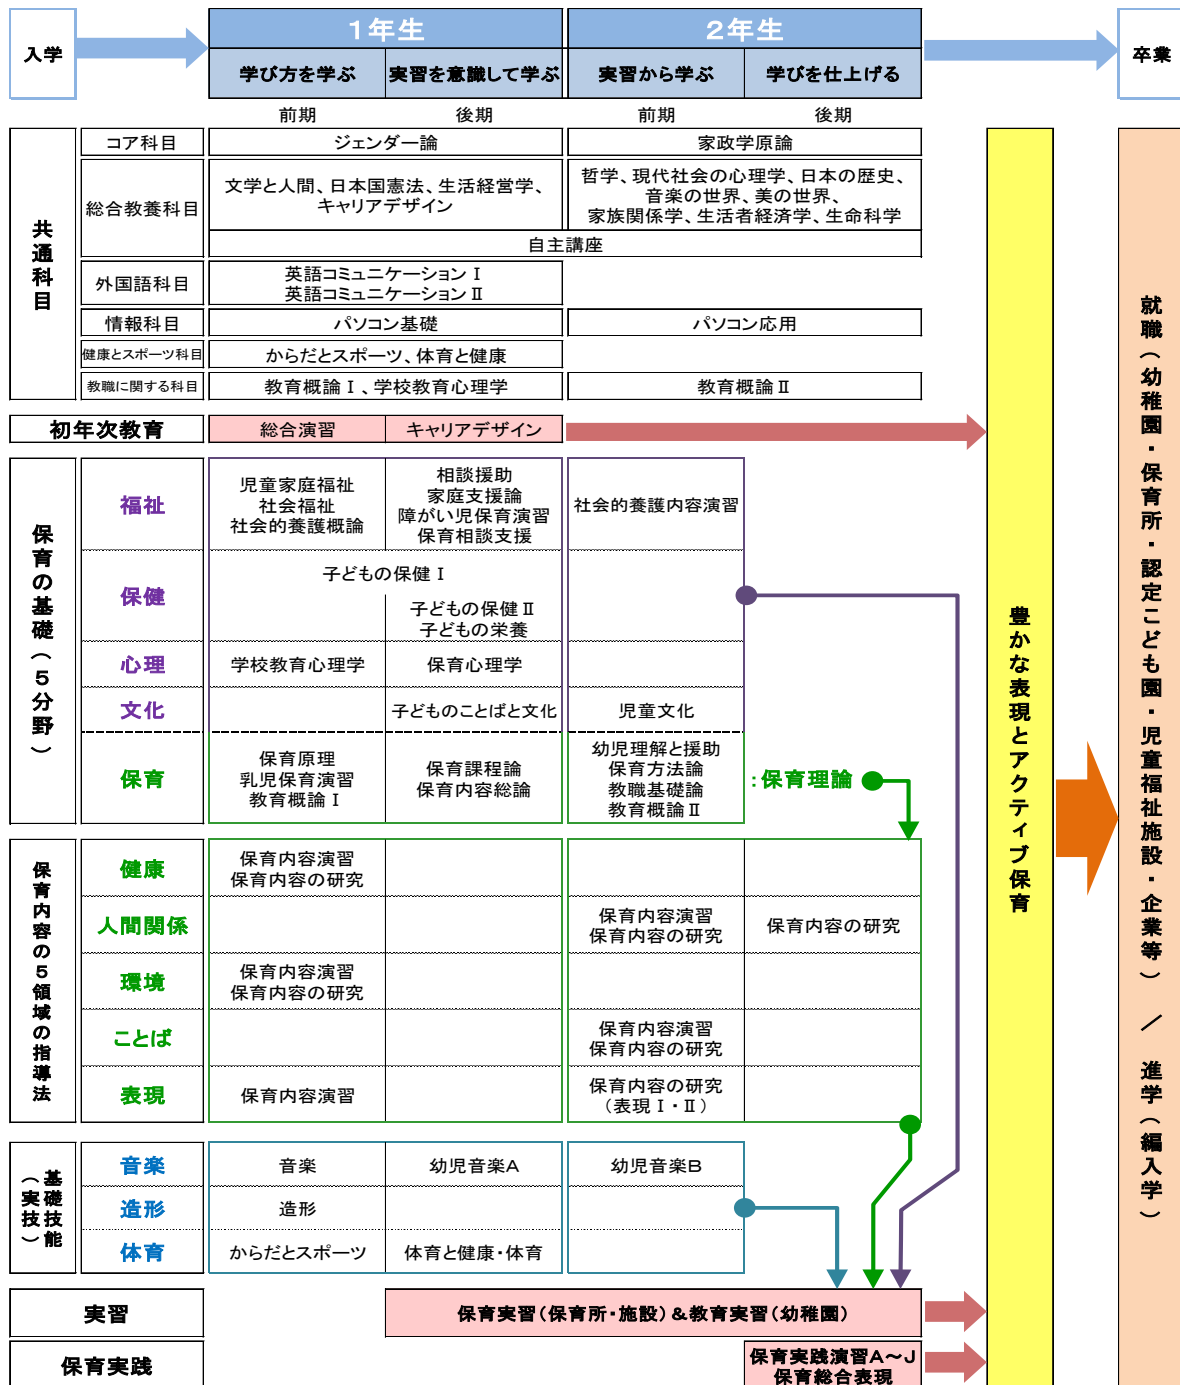 入学
1年生
2年生
卒業
学び方を学ぶ
実習を意識して学ぶ
実習から学ぶ
学びを仕上げる
前期
後期
前期
後期
共通科目
コア科目
ジェンダー論
家政学原論
総合教養科目
文学と人間、日本国憲法、生活経営学、
キャリアデザイン
哲学、現代社会の心理学、日本の歴史、
音楽の世界、美の世界、
家族関係学、生活者経済学、生命科学
自主講座
外国語科目
英語コミュニケーションⅠ
英語コミュニケーションⅡ
情報科目
パソコン基礎
パソコン応用
健康とスポーツ科目
からだとスポーツ、体育と健康
教職に関する科目
教育概論Ⅰ、学校教育心理学
教育概論Ⅱ
初年次教育
総合演習
キャリアデザイン
保育の基礎(5分野)
福祉
児童家庭福祉
社会福祉
社会的養護概論
相談援助
家庭支援論
障がい児保育演習
保育相談支援
社会的養護内容演習
保健
子どもの保健Ⅰ
子どもの保健Ⅱ
子どもの栄養
心理
学校教育心理学
保育心理学
文化
子どものことばと文化
児童文化
保育
保育原理
乳児保育演習
教育概論Ⅰ
保育課程論
保育内容総論
幼児理解と援助
保育方法論
教職基礎論
教育概論Ⅱ
:保育理論
保育内容の5領域の指導法
健康
保育内容演習
保育内容の研究
人間関係
保育内容演習
保育内容の研究
保育内容の研究
環境
保育内容演習
保育内容の研究
ことば
保育内容演習
保育内容の研究
表現
保育内容演習
保育内容の研究
(表現Ⅰ・Ⅱ)
基礎技能
(実技)
音楽
音楽
幼児音楽A
幼児音楽B
造形
造形
体育
からだとスポーツ
体育と健康・体育
実習
保育実習(保育所・施設)&教育実習(幼稚園)
保育実践
保育実践演習A~J
保育総合表現
豊かな表現とアクティブ保育
就職(幼稚園・保育所・認定こども園・児童福祉施設・企業等) / 進学(編入学)